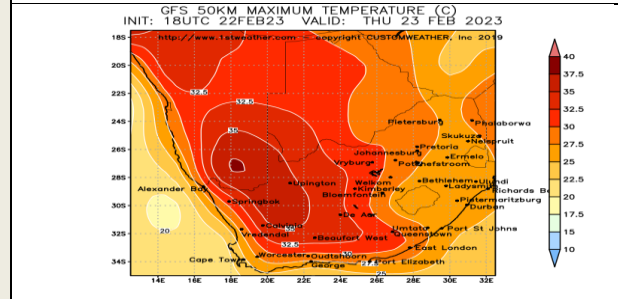 GFS 50KM MAXIMUM TEMPERATURE (C)
INIT: 18UTC 22FEB23 VALID: THU 23 FEB 2023
http://www.1stweather.com copyright CUSTOMWEATHER, Inc 2019
18S
20S
22S
24S
26S
28S
30S
32S
34S
32.5
32.5
35
Pietersburg
Phalaborwa
Skukuza
Nelspruit
Pretoria
Johannesburg
Ermelo
Vryburg
Potchefstroom
Welkom
Bethlehem
Ulundi
Upington
Kimberley
Ladysmith
Alexander Bay
Bloemfontein
Richards B
Springbok
Pietermaritzburg
De Aar
Durban
20
Calvinia
Umtata
Port St Johns
Vredendal
Beaufort West
Queenstown
32.5
East London
Worcester
Oudtshoorn
30
Cape Town
George
Port Elizabeth
25
14E 16E 18E 20E 22E 24E 26E 28E 30E 32E
40
37.5
35
32.5
30
27.5
25
22.5
20
17.5
15
10